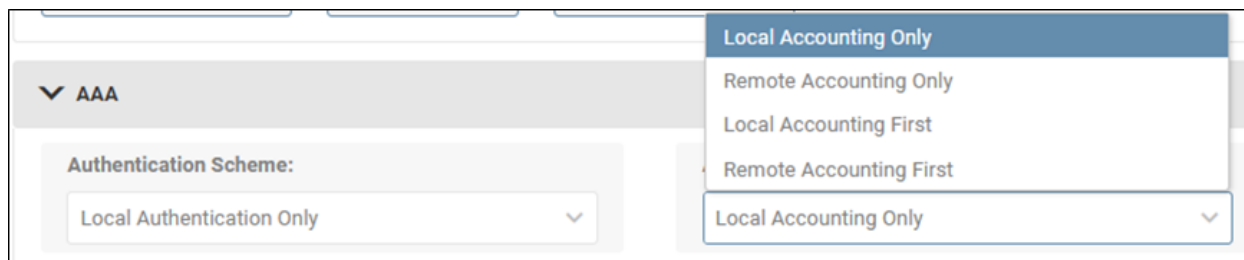 Local Accounting Only
Remote Accounting Only
Local Accounting First
Remote Accounting First
AAA
Authentication Scheme:
Local Authentication Only
Local Accounting Only